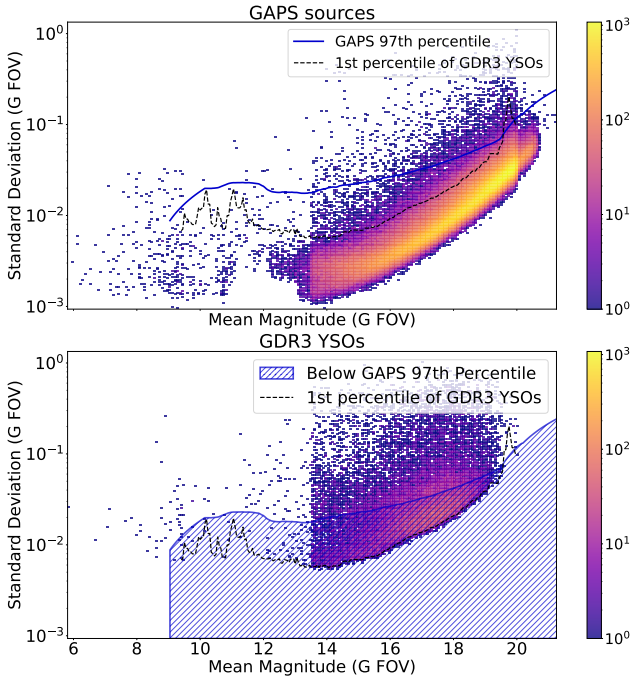 GAPS sources
10⁰
10⁻¹
10⁻²
10⁻³
Standard Deviation (G FOV)
GAPS 97th percentile
1st percentile of GDR3 YSOs
10³
10²
10¹
10⁰
Mean Magnitude (G FOV)
GDR3 YSOs
10⁰
10⁻¹
10⁻²
10⁻³
Standard Deviation (G FOV)
Below GAPS 97th Percentile
1st percentile of GDR3 YSOs
10³
10²
10¹
10⁰
6 8 10 12 14 16 18 20
Mean Magnitude (G FOV)